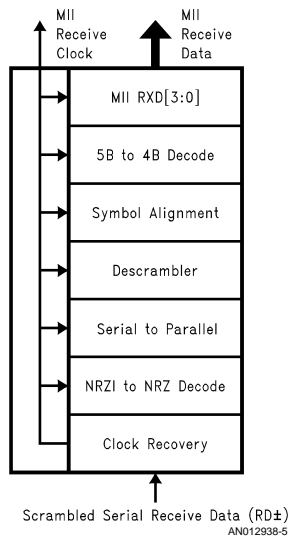 MII
Receive
Clock
MII
Receive
Data
MII RXD[3:0]
5B to 4B Decode
Symbol Alignment
Descrambler
Serial to Parallel
NRZI to NRZ Decode
Clock Recovery
Scrambled Serial Receive Data (RD±)
AN012938-5